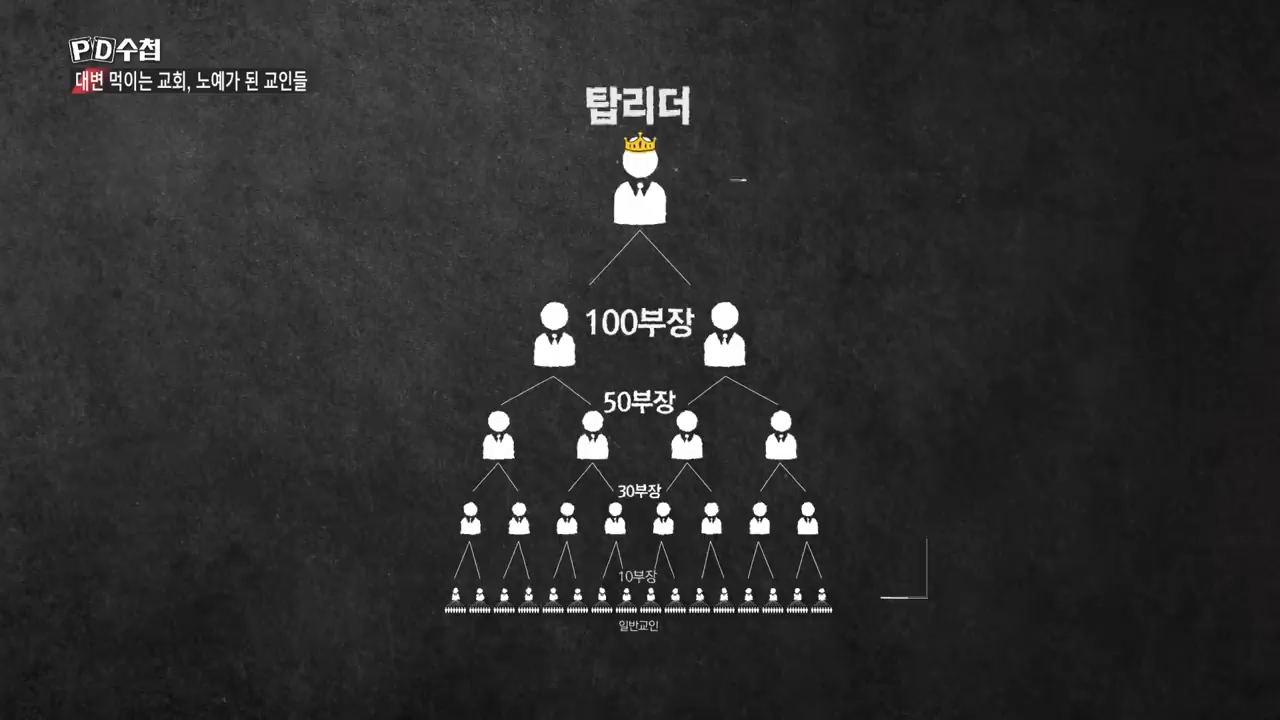 PD수첩
대변 먹이는 교회, 노예가 된 교인들
탑리더
100부장
50부장
30부장
10부장
일반교인